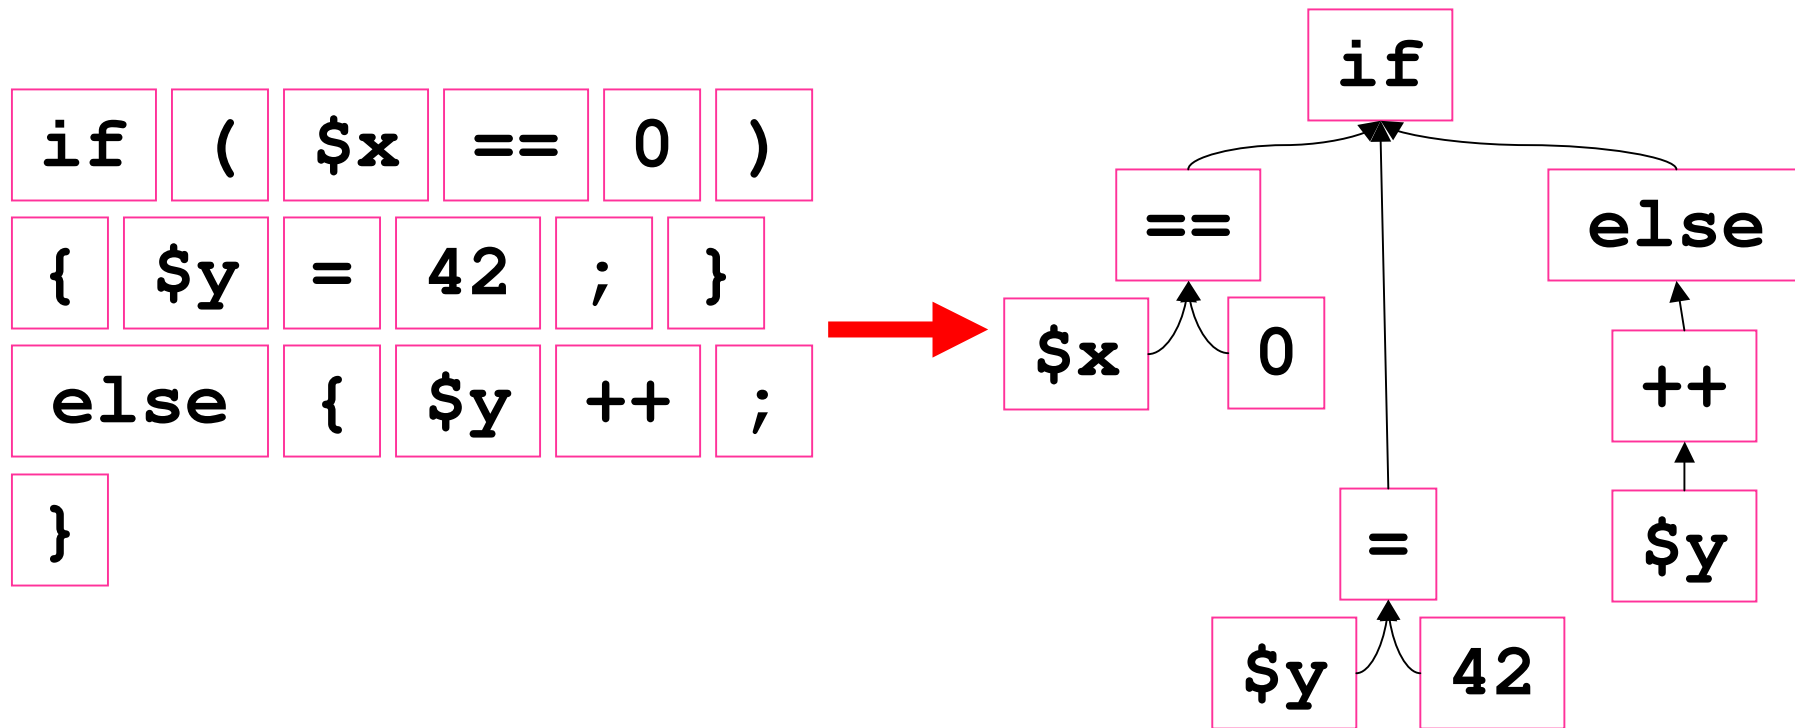 if ( $x == 0 )
{ $y = 42 ; }
else { $y ++ ;
}
if
== else
$x 0
++
= $y
$y 42